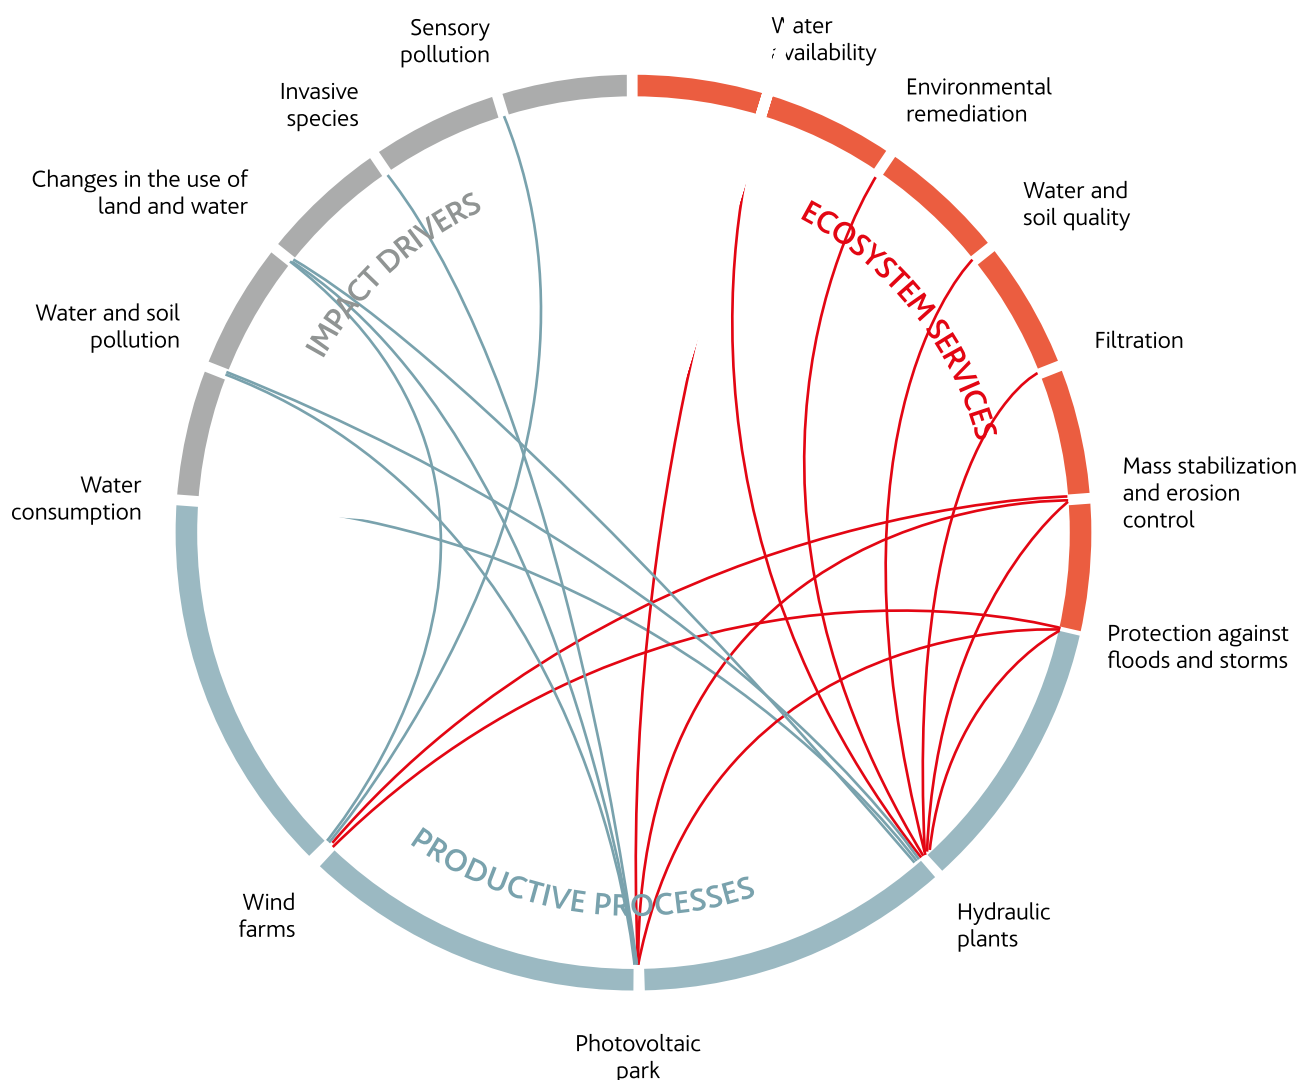 Sensory
pollution
Water
availability
Invasive
species
Environmental
remediation
Changes in the use of
land and water
Water and
soil quality
IMPACT DRIVERS
ECOSYSTEM SERVICES
Water and soil
pollution
Filtration
Water
consumption
Mass stabilization
and erosion
control
Protection against
floods and storms
PRODUCTIVE PROCESSES
Wind
farms
Hydraulic
plants
Photovoltaic
park